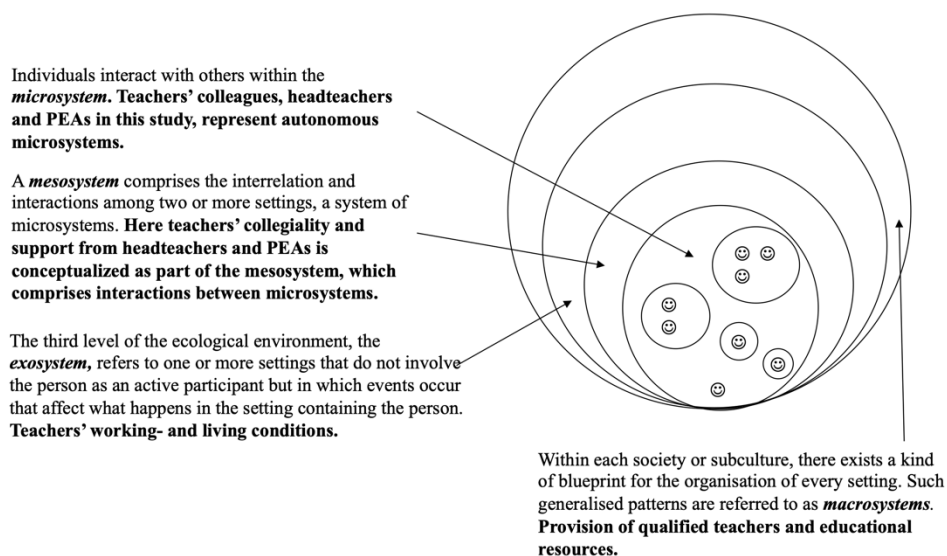 Individuals interact with others within the
microsystem. Teachers’ colleagues, headteachers
and PEAs in this study, represent autonomous
microsystems.
A mesosystem comprises the interrelation and
interactions among two or more settings, a system of
microsystems. Here teachers’ collegiality and
support from headteachers and PEAs is
conceptualized as part of the mesosystem, which
comprises interactions between microsystems.
The third level of the ecological environment, the
exosystem, refers to one or more settings that do not involve
the person as an active participant but in which events occur
that affect what happens in the setting containing the person.
Teachers’ working- and living conditions.
Within each society or subculture, there exists a kind
of blueprint for the organisation of every setting. Such
generalised patterns are referred to as macrosystems.
Provision of qualified teachers and educational
resources.